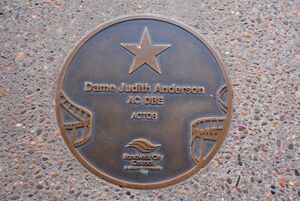 Dame Judith Anderson
AC DBE
ACTOR
Randwick City
Council